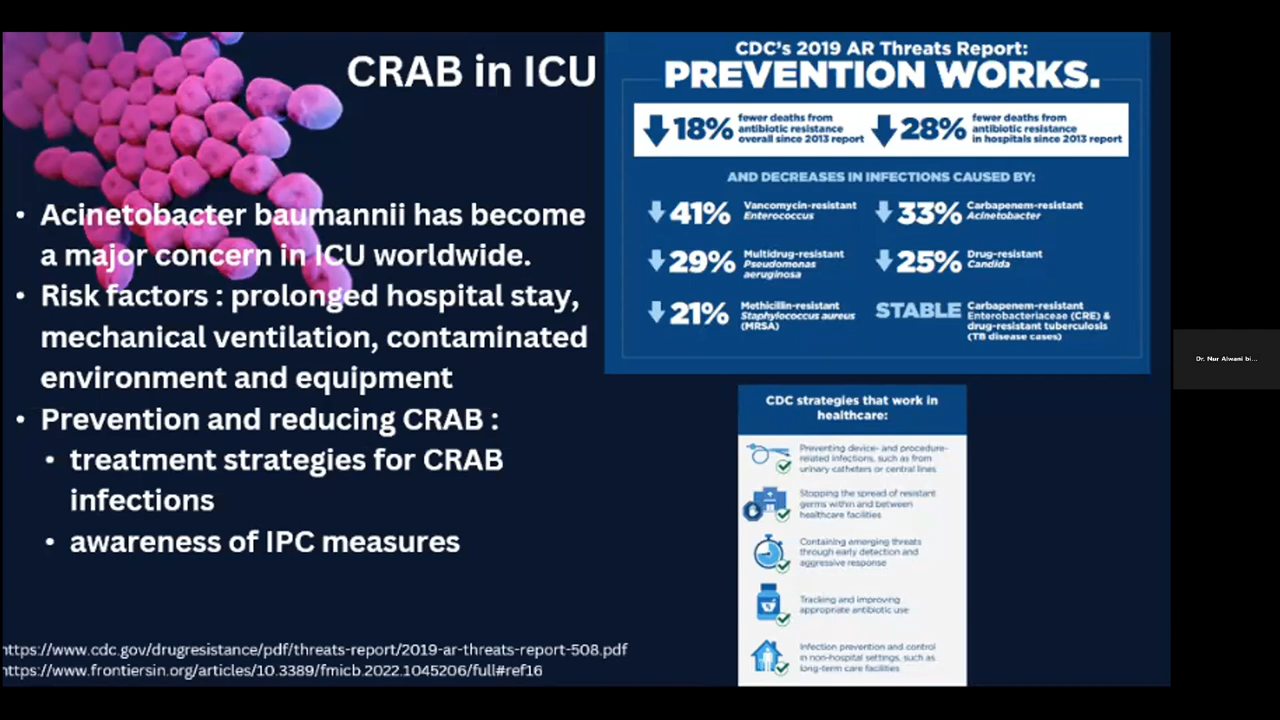 CRAB in ICU
• Acinetobacter baumannii has become
a major concern in ICU worldwide.
• Risk factors : prolonged hospital stay,
mechanical ventilation, contaminated
environment and equipment
• Prevention and reducing CRAB :
• treatment strategies for CRAB
infections
• awareness of IPC measures
ttps://www.cdc.gov/drugresistance/pdf/threats-report/2019-ar-threats-report-508.pdf
ttps://www.frontiersin.org/articles/10.3389/fmicb.2022.1045206/full#ref16
CDC's 2019 AR Threats Report:
PREVENTION WORKS.
18% fewer deaths from
antibiotic resistance
overall since 2013 report
28% fewer deaths from
antibiotic resistance
in hospitals since 2013 report
AND DECREASES IN INFECTIONS CAUSED BY:
41% Vancomycin-resistant
Enterococcus
33% Carbapenem-resistant
Acinetobacter
29% Multidrug-resistant
Pseudomonas
aeruginosa
25% Drug-resistant
Candida
21% Methicillin-resistant
Staphylococcus aureus
(MRSA)
STABLE Carbapenem-resistant
Enterobacteriaceae (CRE) &
drug-resistant tuberculosis
(TB disease cases)
CDC strategies that work in
healthcare:
Preventing device- and procedure-
related infections, such as from
urinary catheters or central lines
Stopping the spread of resistant
germs within and between
healthcare facilities
Containing emerging threats
through early detection and
aggressive response
Tracking and improving
appropriate antibiotic use
Infection prevention and control
in non-hospital settings, such as
long-term care facilities
Dr. Nur Alwani bi...